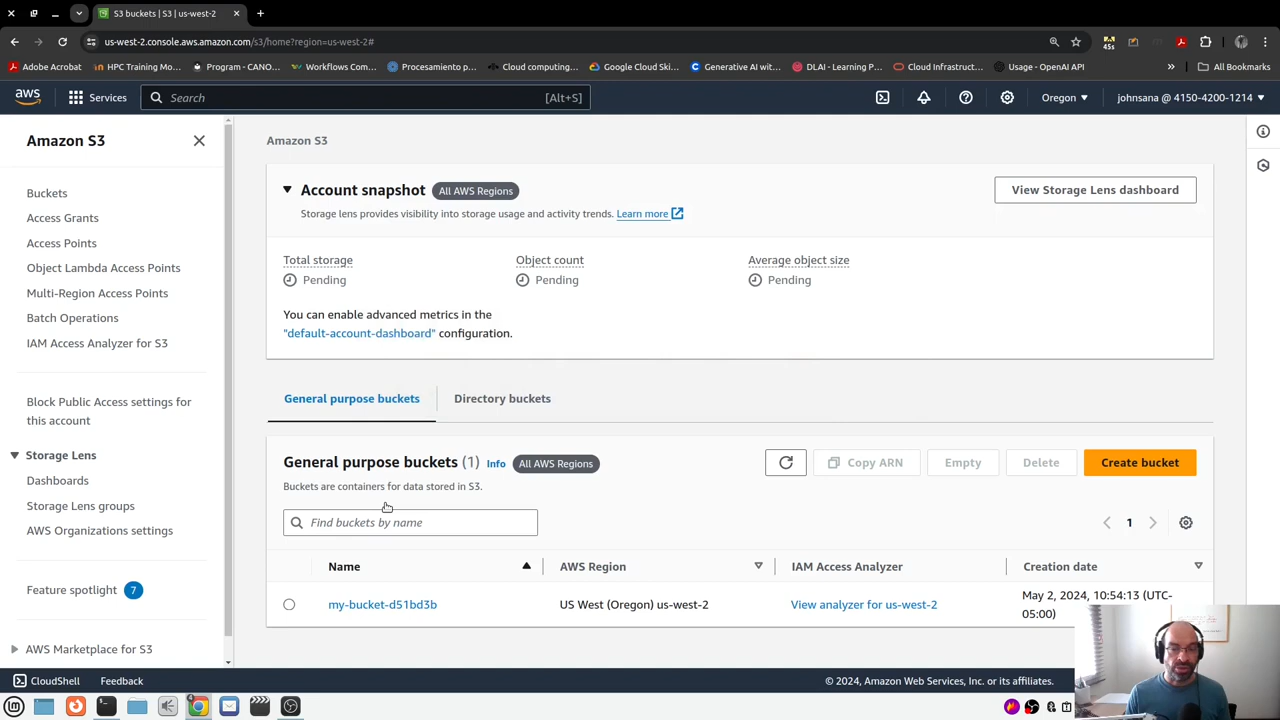 S3 buckets | S3 | us-west-2
us-west-2.console.aws.amazon.com/s3/home?region=us-west-2#
45s
Adobe Acrobat
HPC Training Mo...
Program - CANO...
Workflows Com...
Procesamiento p...
Cloud computing...
Google Cloud Ski...
Generative AI wit...
DLAI - Learning P...
Cloud Infrastruct...
Usage - OpenAI API
»
All Bookmarks
aws
Services
Search
[Alt+S]
Oregon
johnsana @ 4150-4200-1214
Amazon S3
Buckets
Access Grants
Access Points
Object Lambda Access Points
Multi-Region Access Points
Batch Operations
IAM Access Analyzer for S3
Block Public Access settings for
this account
Storage Lens
Dashboards
Storage Lens groups
AWS Organizations settings
Feature spotlight 7
AWS Marketplace for S3
Amazon S3
Account snapshot All AWS Regions
View Storage Lens dashboard
Storage lens provides visibility into storage usage and activity trends. Learn more
Total storage
Pending
Object count
Pending
Average object size
Pending
You can enable advanced metrics in the
"default-account-dashboard" configuration.
General purpose buckets
Directory buckets
General purpose buckets (1) Info All AWS Regions
Copy ARN
Empty
Delete
Create bucket
Buckets are containers for data stored in S3.
Find buckets by name
1
Name
AWS Region
IAM Access Analyzer
Creation date
my-bucket-d51bd3b
US West (Oregon) us-west-2
View analyzer for us-west-2
May 2, 2024, 10:54:13 (UTC-
05:00)
CloudShell
Feedback
© 2024, Amazon Web Services, Inc. or its affiliates.
4